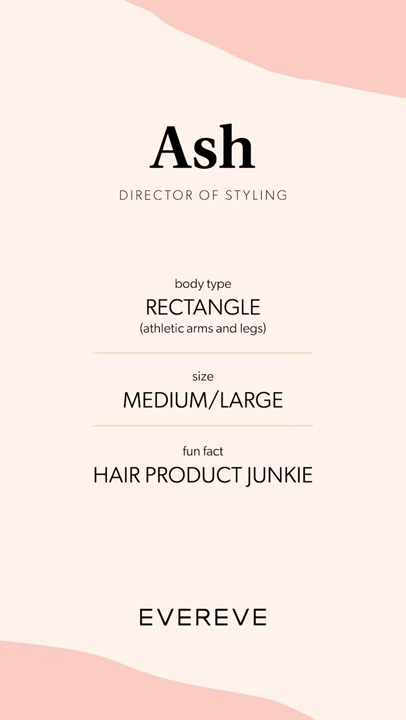 Ash
DIRECTOR OF STYLING
body type
RECTANGLE
(athletic arms and legs)
size
MEDIUM/LARGE
fun fact
HAIR PRODUCT JUNKIE
EVEREVE